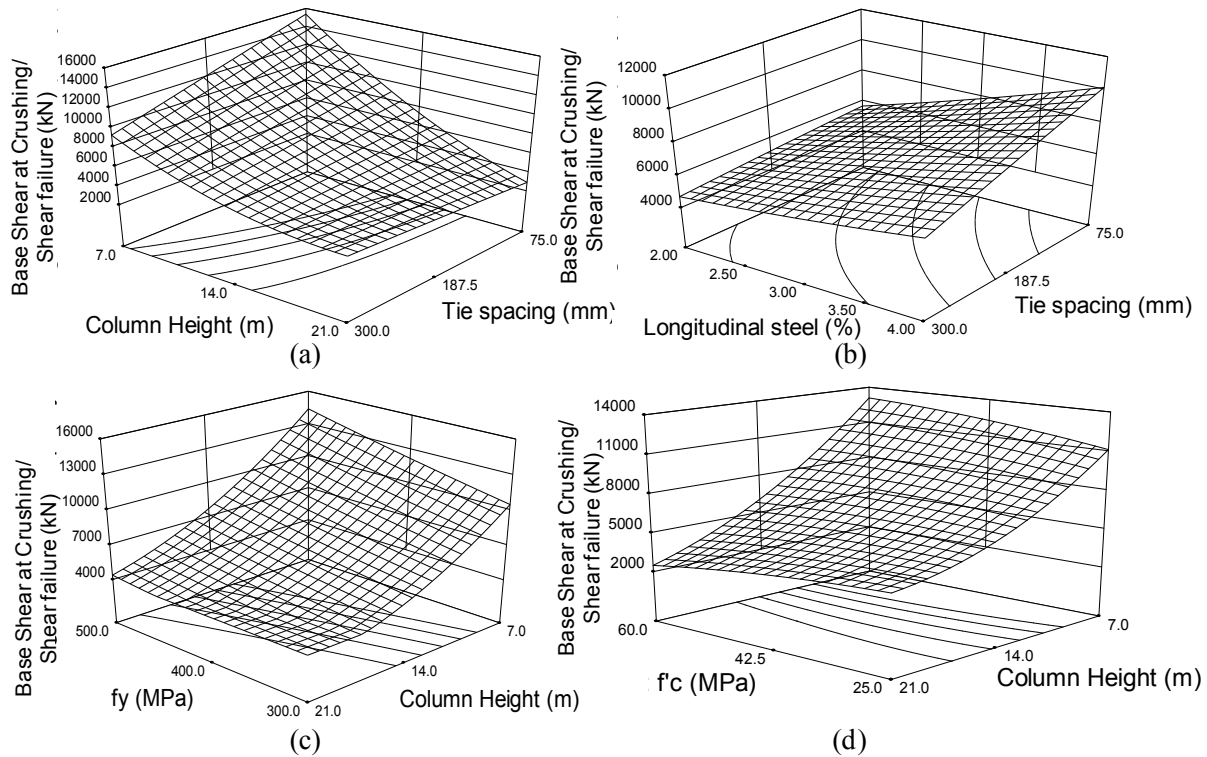 Base Shear at Crushing/
Shear failure (kN)
16000
14000
12000
10000
8000
6000
4000
2000
7.0
14.0
21.0
300.0
187.5
75.0
Column Height (m)
Tie spacing (mm)
(a)
Base Shear at Crushing/
Shear failure (kN)
12000
10000
8000
6000
4000
2.00
2.50
3.00
3.50
4.00
300.0
187.5
75.0
Longitudinal steel (%)
Tie spacing (mm)
(b)
Base Shear at Crushing/
Shear failure (kN)
16000
13000
10000
7000
4000
500.0
400.0
300.0
21.0
14.0
7.0
fy (MPa)
Column Height (m)
(c)
Base Shear at Crushing/
Shear failure (kN)
14000
11000
8000
5000
2000
60.0
42.5
25.0
21.0
14.0
7.0
f'c (MPa)
Column Height (m)
(d)